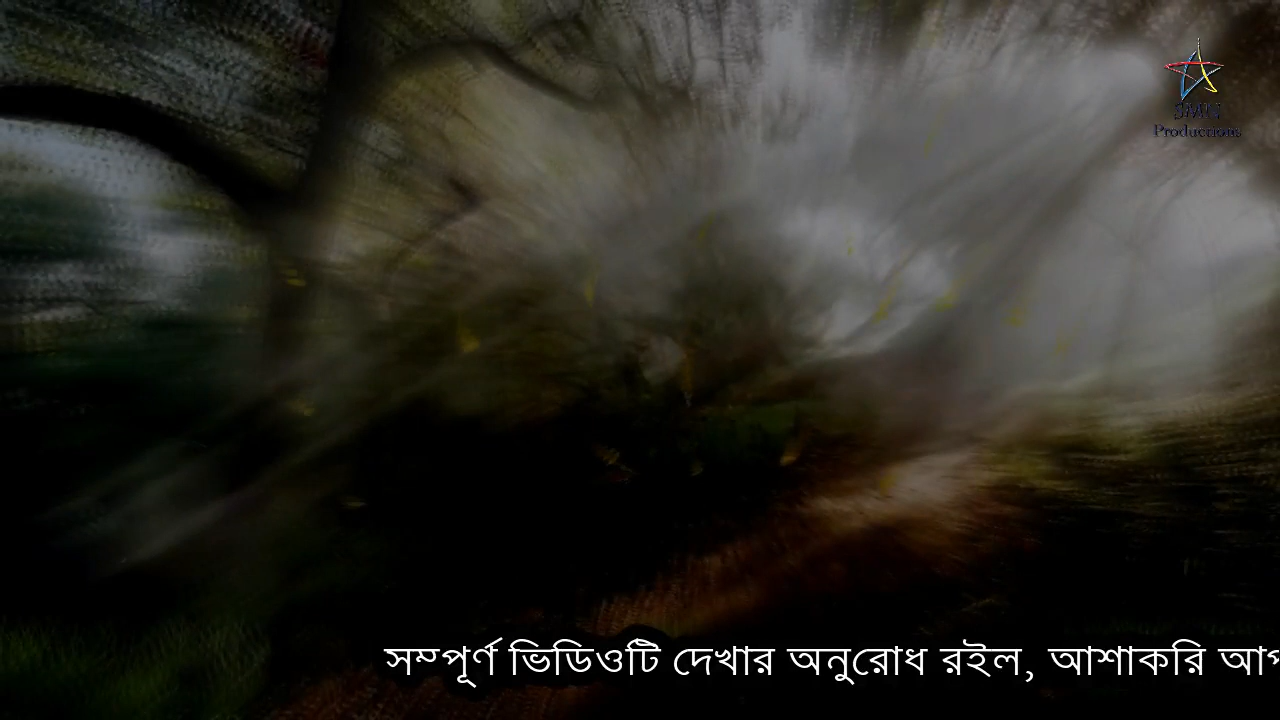 SMG
Productions
সম্পূর্ণ ভিডিওটি দেখার অনুরোধ রইল, আশাকরি